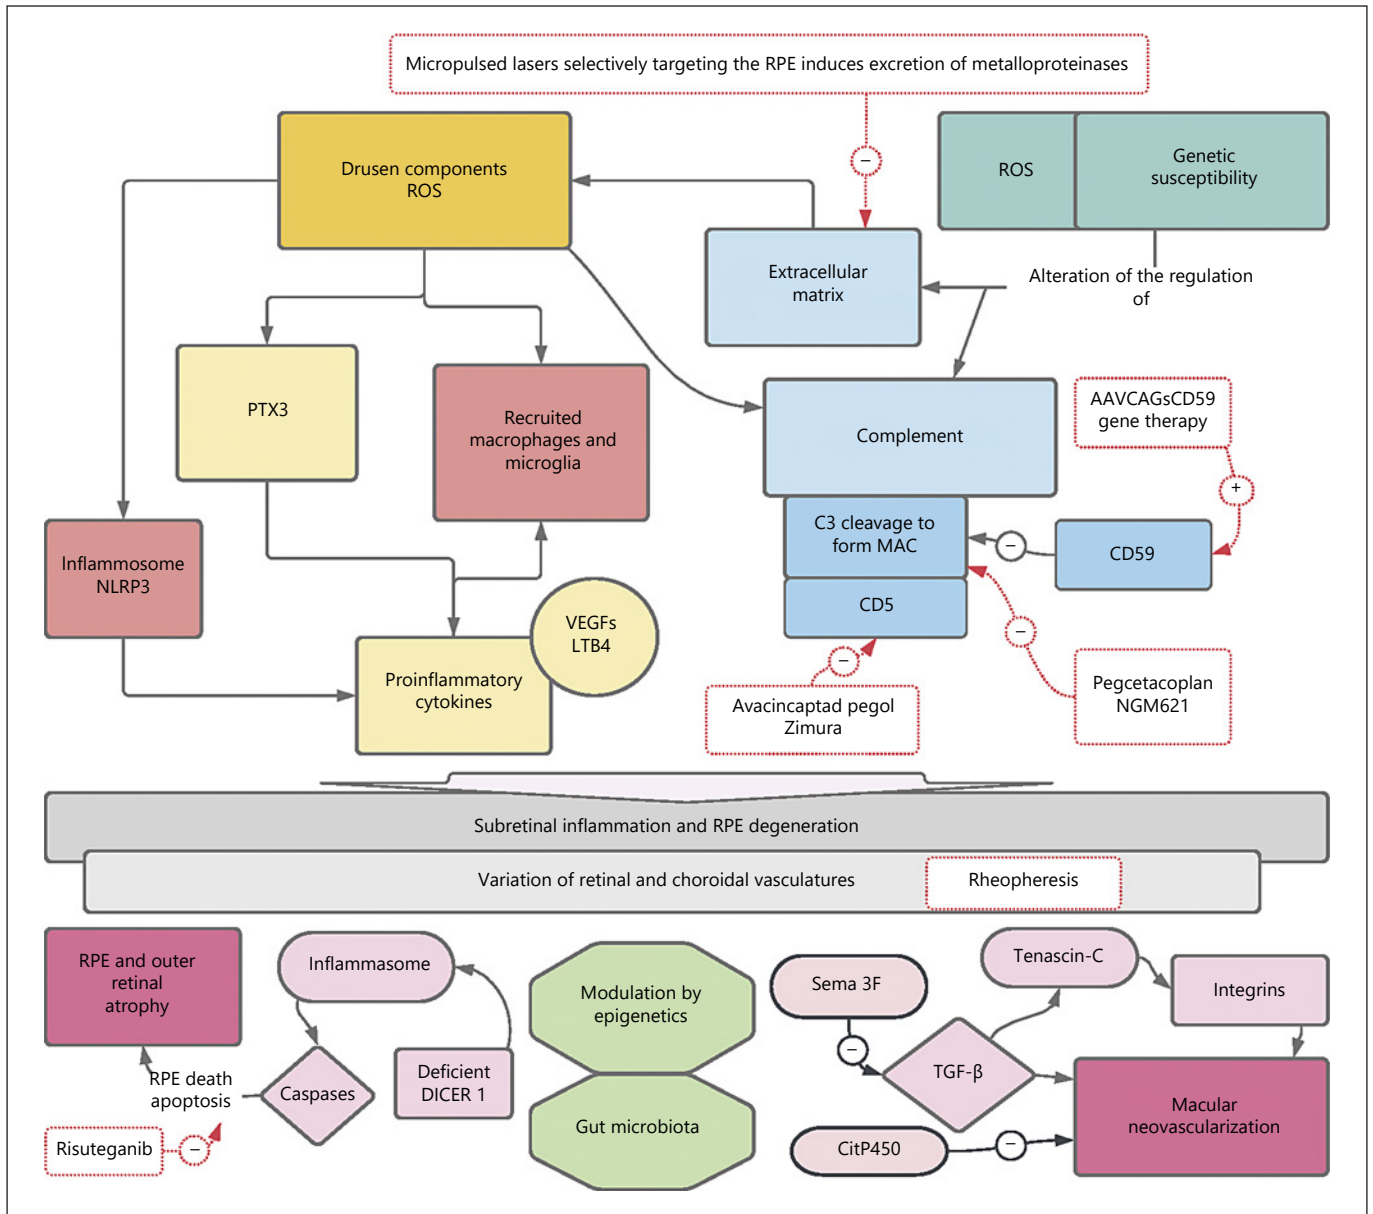 Micropulsed lasers selectively targeting the RPE induces excretion of metalloproteinases
−
Drusen components
ROS
ROS
Genetic
susceptibility
Extracellular
matrix
Alteration of the regulation
of
PTX3
Recruited
macrophages and
microglia
Complement
AAVCAGsCD59
gene therapy
+
C3 cleavage to
form MAC
−
CD59
Inflammosome
NLRP3
CD5
VEGFs
LTB4
−
−
Proinflammatory
cytokines
Avacincaptad pegol
Zimura
Pegcetacoplan
NGM621
Subretinal inflammation and RPE degeneration
Variation of retinal and choroidal vasculatures
Rheopheresis
RPE and outer
retinal
atrophy
Inflammasome
Modulation by
epigenetics
Sema 3F
Tenascin-C
Integrins
−
RPE death
apoptosis
Caspases
Deficient
DICER 1
TGF-β
Macular
neovascularization
Risuteganib
−
Gut microbiota
CitP450
−